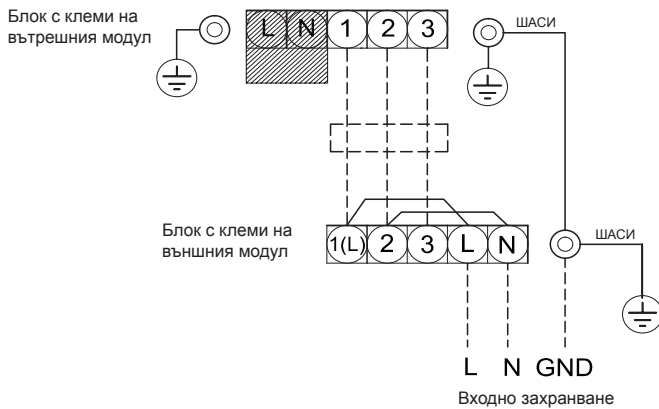 Блок с клеми на
вътрешния модул
L N 1 2 3
ШАСИ
Блок с клеми на
външния модул
1(L) 2 3 L N
ШАСИ
L N GND
Входно захранване